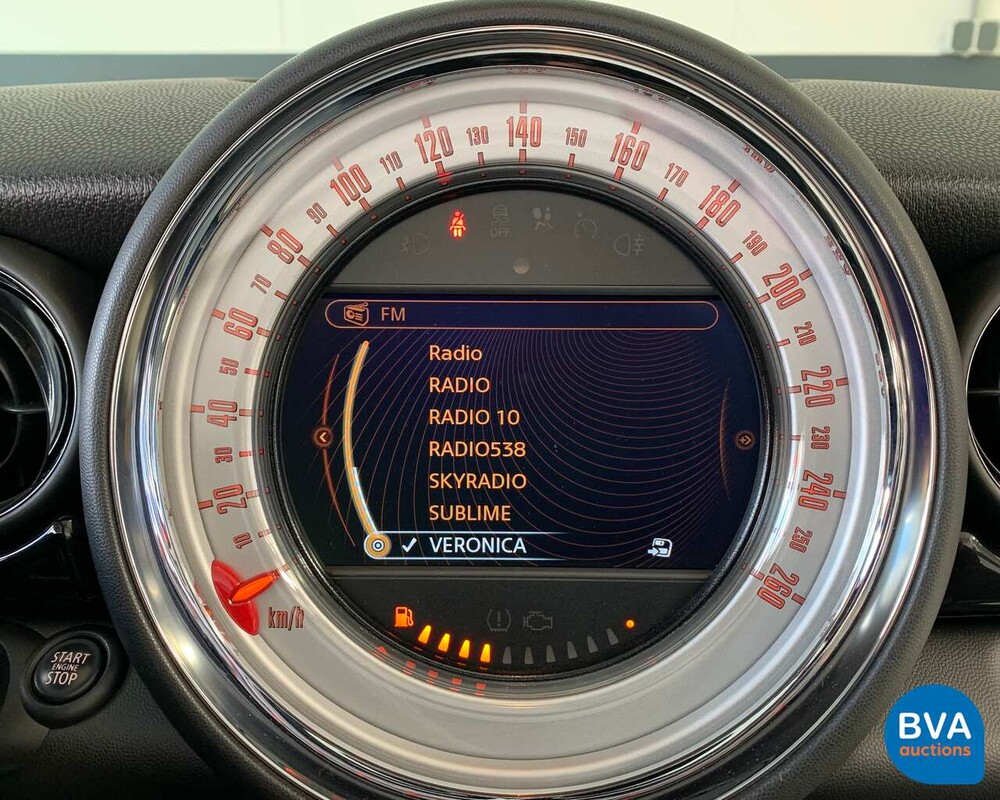 10
20
30
40
50
60
70
80
90
100
110
120
130
140
150
160
170
180
190
200
210
220
230
240
250
260
km/h
OFF
FM
Radio
RADIO
RADIO 10
RADIO538
SKYRADIO
SUBLIME
✓ VERONICA
START
ENGINE
STOP
BVA
auctions